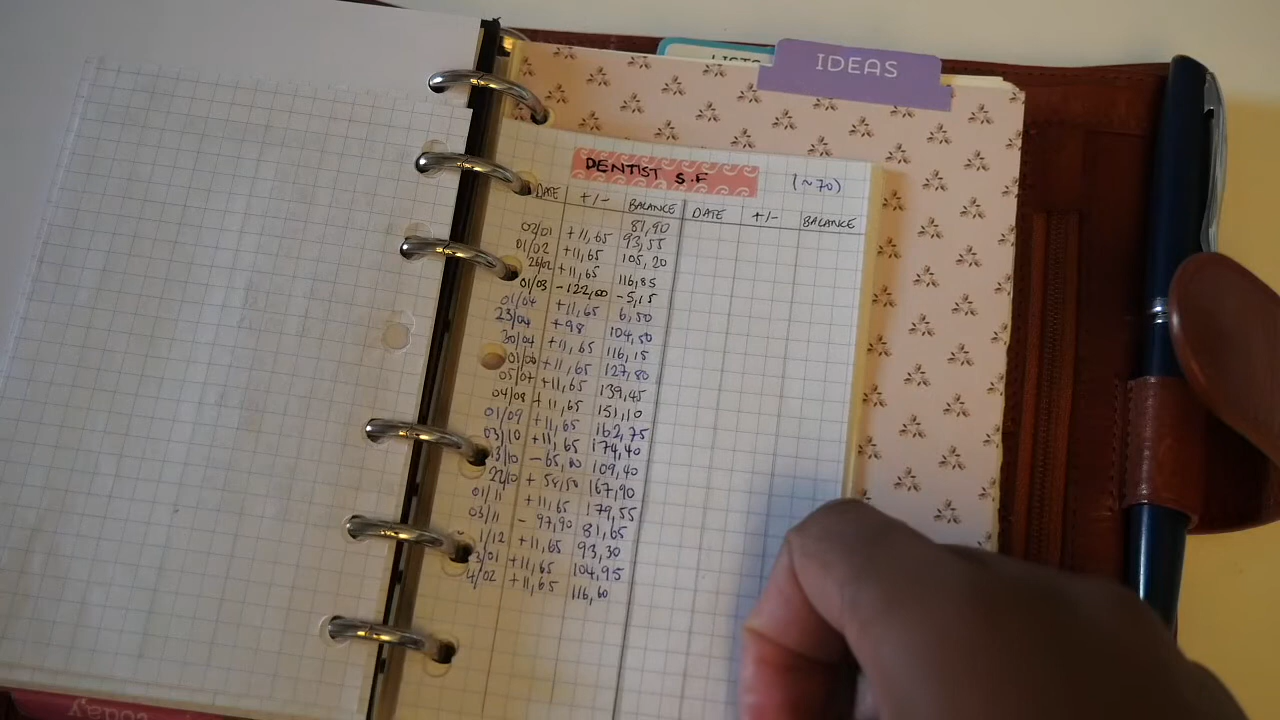 LISTS
IDEAS
DENTIST S.F (~70)
DATE +/- BALANCE DATE +/- BALANCE
81,90
02/01 +11,65 93,55
01/02 +11,65 105,20
26/02 +11,65 116,85
01/03 -122,00 -5,15
01/04 +11,65 6,50
23/04 +98 104,50
30/04 +11,65 116,15
01/06 +11,65 127,80
05/07 +11,65 139,45
04/08 +11,65 151,10
01/09 +11,65 162,75
03/10 +11,65 174,40
13/10 -65,00 109,40
22/10 +58,50 167,90
01/11 +11,65 179,55
03/11 -97,90 81,65
1/12 +11,65 93,30
3/01 +11,65 104,95
4/02 +11,65 116,60
today